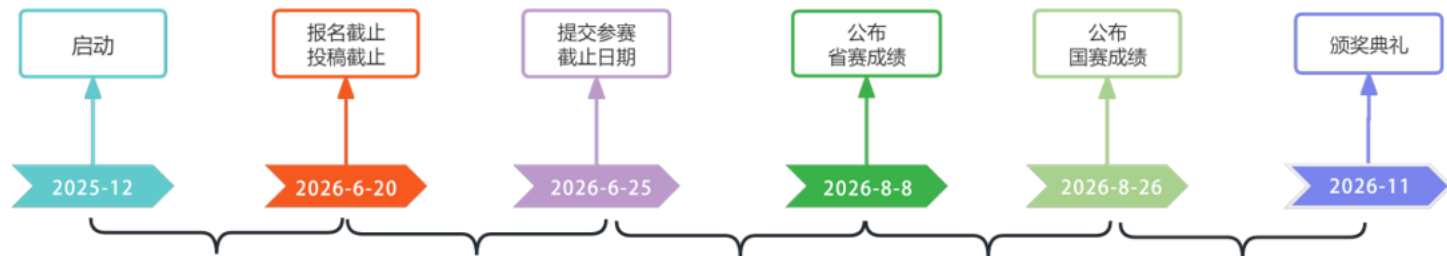 启动
报名截止
投稿截止
提交参赛
截止日期
公布
省赛成绩
公布
国赛成绩
颁奖典礼
2025-12
2026-6-20
2026-6-25
2026-8-8
2026-8-26
2026-11